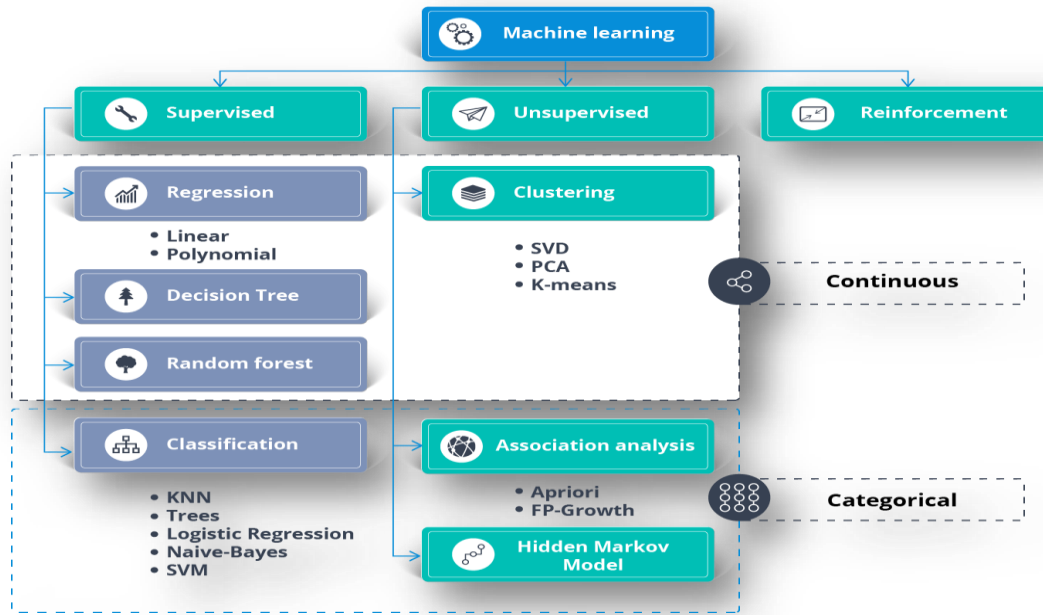 Machine learning
Supervised
Unsupervised
Reinforcement
Regression
• Linear
• Polynomial
Decision Tree
Random forest
Clustering
• SVD
• PCA
• K-means
Continuous
Classification
• KNN
• Trees
• Logistic Regression
• Naive-Bayes
• SVM
Association analysis
• Apriori
• FP-Growth
Hidden Markov
Model
Categorical